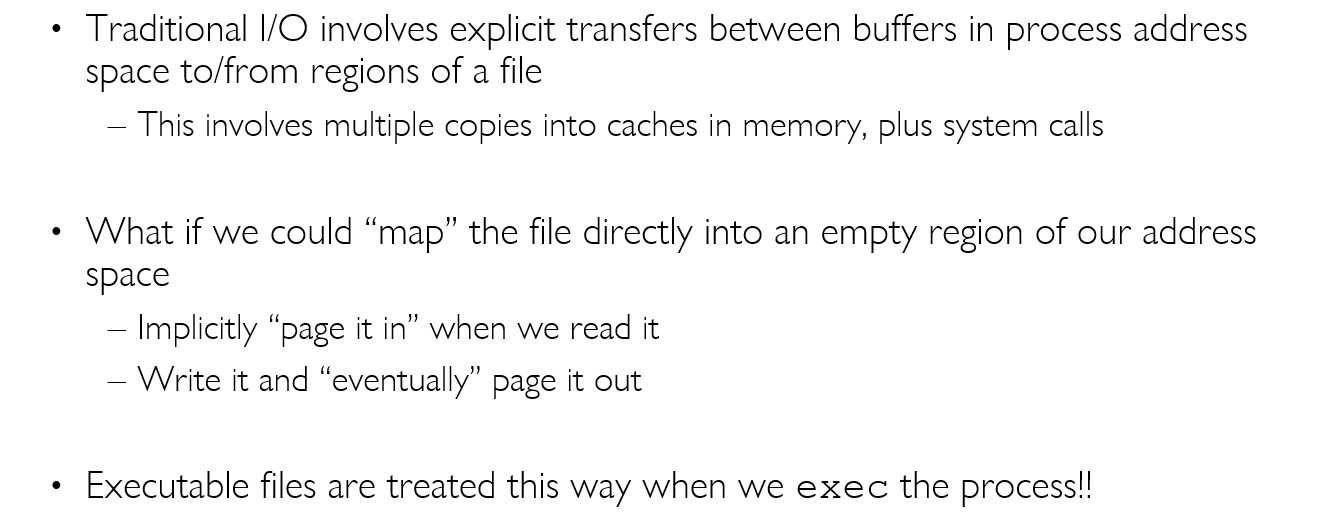 • Traditional I/O involves explicit transfers between buffers in process address
space to/from regions of a file
– This involves multiple copies into caches in memory, plus system calls
• What if we could “map” the file directly into an empty region of our address
space
– Implicitly “page it in” when we read it
– Write it and “eventually” page it out
• Executable files are treated this way when we exec the process!!